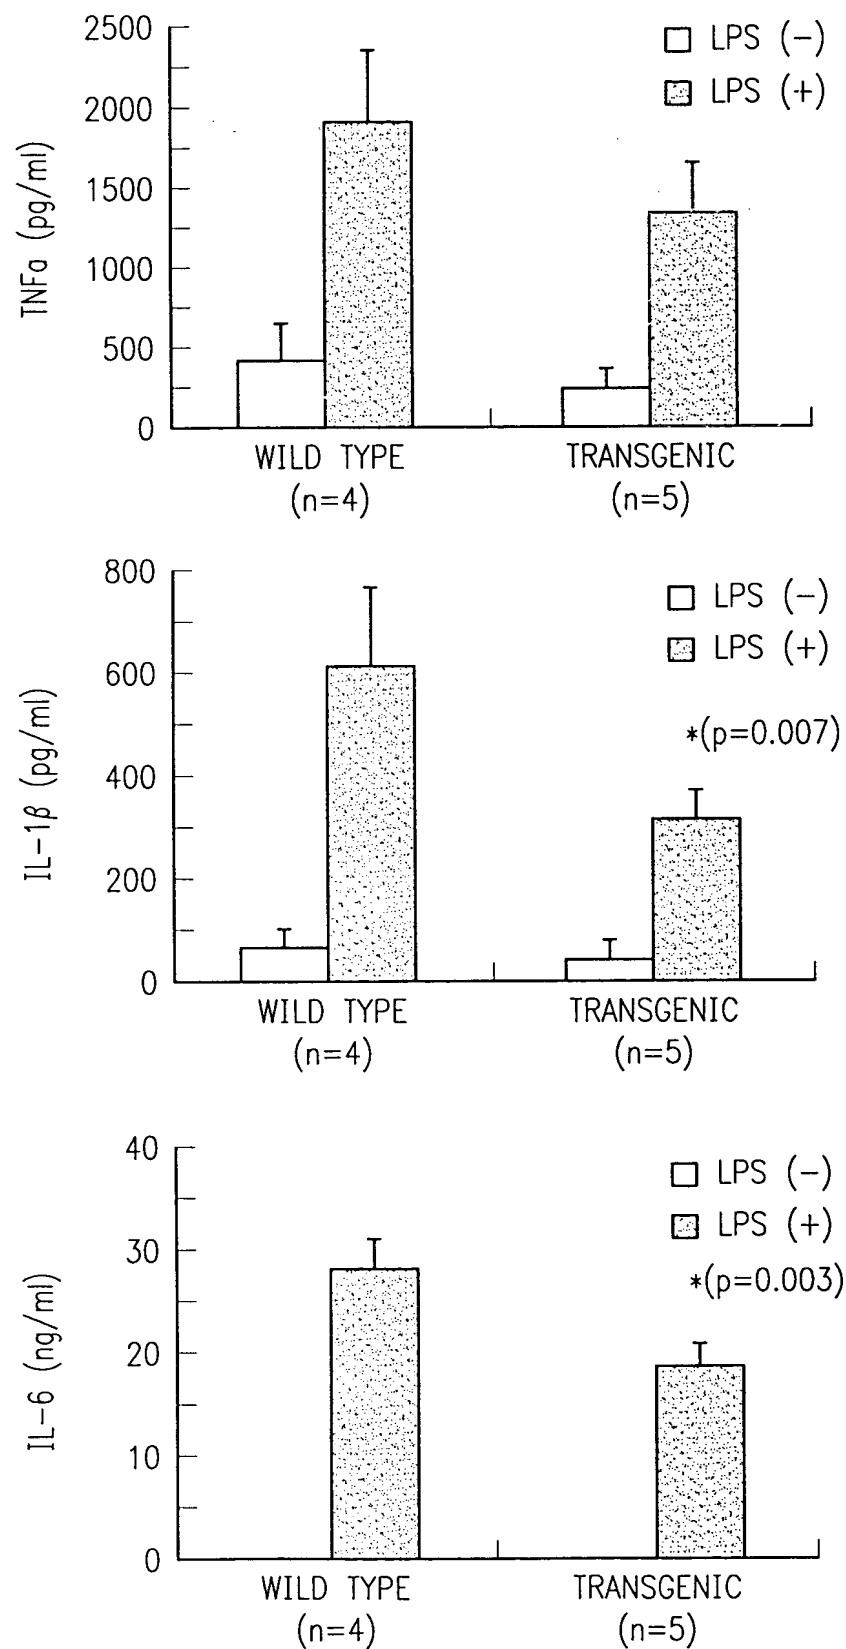 2500
2000
1500
1000
500
0
TNFα (pg/ml)
LPS (−)
LPS (+)
WILD TYPE
(n=4)
TRANSGENIC
(n=5)
800
600
400
200
0
IL−1β (pg/ml)
LPS (−)
LPS (+)
*(p=0.007)
WILD TYPE
(n=4)
TRANSGENIC
(n=5)
40
30
20
10
0
IL−6 (ng/ml)
LPS (−)
LPS (+)
*(p=0.003)
WILD TYPE
(n=4)
TRANSGENIC
(n=5)